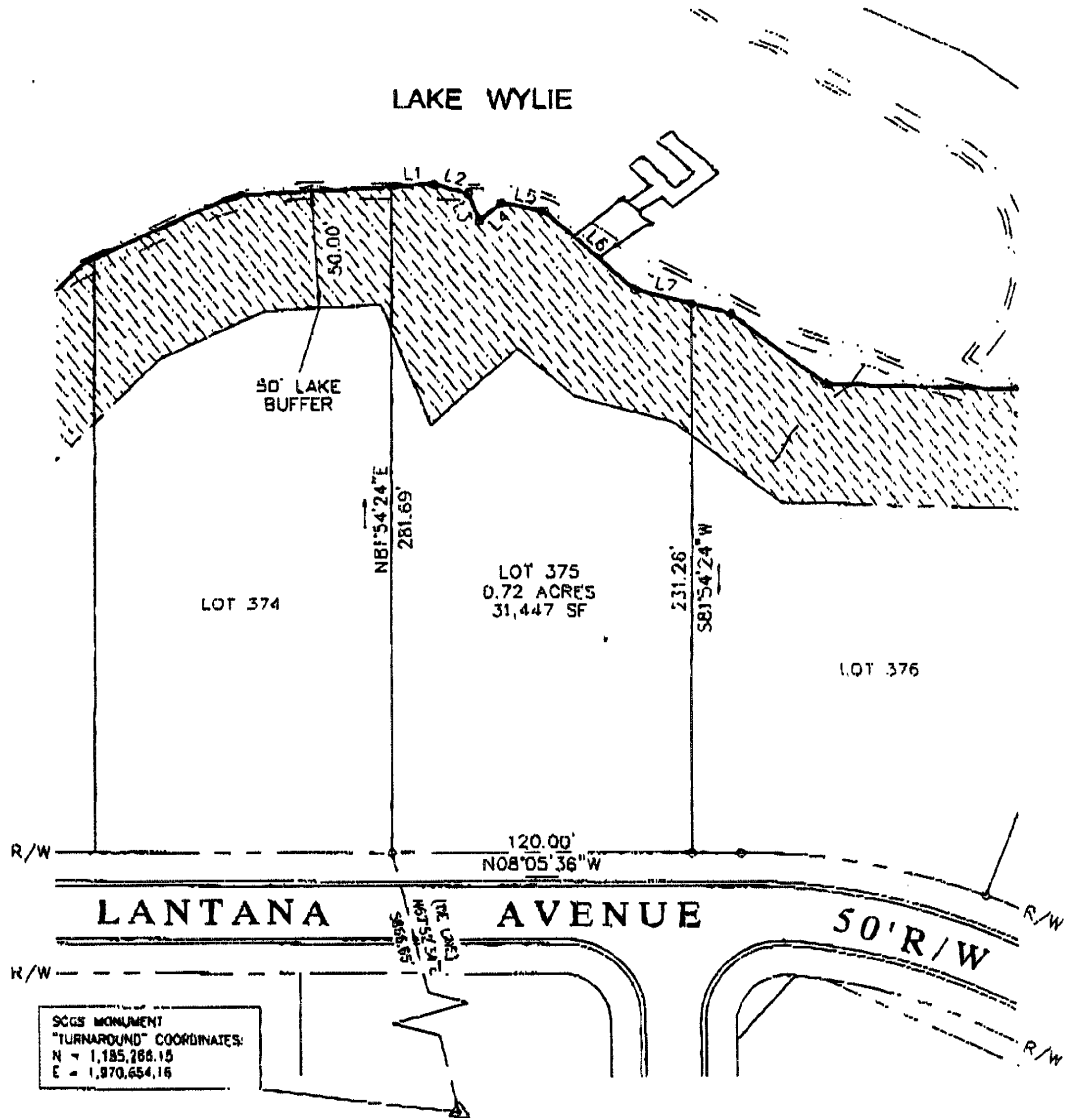 LAKE WYLIE
L1
L2
L3
L4
L5
L6
L7
50.00'
50' LAKE
BUFFER
N81°54'24"E
281.69'
231.26'
S81°54'24"W
LOT 374
LOT 375
0.72 ACRES
31,447 SF
LOT 376
R/W
120.00'
N08°05'36"W
LANTANA AVENUE 50'R/W
R/W
(TIE LINE)
R/W
R/W
SCGS MONUMENT
"TURNAROUND" COORDINATES:
N = 1,185,266.15
E = 1,970,654.16